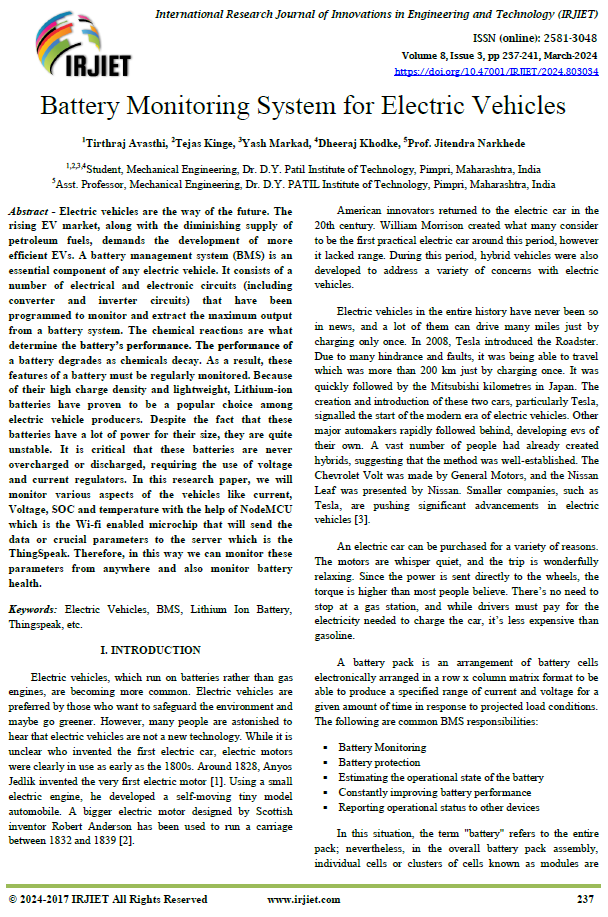 International Research Journal of Innovations in Engineering and Technology (IRJIET)
IRJIET
ISSN (online): 2581-3048
Volume 8, Issue 3, pp 237-241, March-2024
https://doi.org/10.47001/IRJIET/2024.803034
Battery Monitoring System for Electric Vehicles
1Tirthraj Avasthi, 2Tejas Kinge, 3Yash Markad, 4Dheeraj Khodke, 5Prof. Jitendra Narkhede
1,2,3,4Student, Mechanical Engineering, Dr. D.Y. Patil Institute of Technology, Pimpri, Maharashtra, India
5Asst. Professor, Mechanical Engineering, Dr. D.Y. PATIL Institute of Technology, Pimpri, Maharashtra, India
Abstract - Electric vehicles are the way of the future. The
rising EV market, along with the diminishing supply of
petroleum fuels, demands the development of more
efficient EVs. A battery management system (BMS) is an
essential component of any electric vehicle. It consists of a
number of electrical and electronic circuits (including
converter and inverter circuits) that have been
programmed to monitor and extract the maximum output
from a battery system. The chemical reactions are what
determine the battery's performance. The performance of
a battery degrades as chemicals decay. As a result, these
features of a battery must be regularly monitored. Because
of their high charge density and lightweight, Lithium-ion
batteries have proven to be a popular choice among
electric vehicle producers. Despite the fact that these
batteries have a lot of power for their size, they are quite
unstable. It is critical that these batteries are never
overcharged or discharged, requiring the use of voltage
and current regulators. In this research paper, we will
monitor various aspects of the vehicles like current,
Voltage, SOC and temperature with the help of NodeMCU
which is the Wi-fi enabled microchip that will send the
data or crucial parameters to the server which is the
ThingSpeak. Therefore, in this way we can monitor these
parameters from anywhere and also monitor battery
health.
Keywords: Electric Vehicles, BMS, Lithium Ion Battery,
Thingspeak, etc.
I. INTRODUCTION
Electric vehicles, which run on batteries rather than gas
engines, are becoming more common. Electric vehicles are
preferred by those who want to safeguard the environment and
maybe go greener. However, many people are astonished to
hear that electric vehicles are not a new technology. While it is
unclear who invented the first electric car, electric motors
were clearly in use as early as the 1800s. Around 1828, Anyos
Jedlik invented the very first electric motor [1]. Using a small
electric engine, he developed a self-moving tiny model
automobile. A bigger electric motor designed by Scottish
inventor Robert Anderson has been used to run a carriage
between 1832 and 1839 [2].
American innovators returned to the electric car in the
20th century. William Morrison created what many consider
to be the first practical electric car around this period, however
it lacked range. During this period, hybrid vehicles were also
developed to address a variety of concerns with electric
vehicles.
Electric vehicles in the entire history have never been so
in news, and a lot of them can drive many miles just by
charging only once. In 2008, Tesla introduced the Roadster.
Due to many hindrance and faults, it was being able to travel
which was more than 200 km just by charging once. It was
quickly followed by the Mitsubishi kilometres in Japan. The
creation and introduction of these two cars, particularly Tesla,
signalled the start of the modern era of electric vehicles. Other
major automakers rapidly followed behind, developing evs of
their own. A vast number of people had already created
hybrids, suggesting that the method was well-established. The
Chevrolet Volt was made by General Motors, and the Nissan
Leaf was presented by Nissan. Smaller companies, such as
Tesla, are pushing significant advancements in electric
vehicles [3].
An electric car can be purchased for a variety of reasons.
The motors are whisper quiet, and the trip is wonderfully
relaxing. Since the power is sent directly to the wheels, the
torque is higher than most people believe. There's no need to
stop at a gas station, and while drivers must pay for the
electricity needed to charge the car, it's less expensive than
gasoline.
A battery pack is an arrangement of battery cells
electronically arranged in a row x column matrix format to be
able to produce a specified range of current and voltage for a
given amount of time in response to projected load conditions.
The following are common BMS responsibilities:
▪ Battery Monitoring
▪ Battery protection
▪ Estimating the operational state of the battery
▪ Constantly improving battery performance
▪ Reporting operational status to other devices
In this situation, the term "battery" refers to the entire
pack; nevertheless, in the overall battery pack assembly,
individual cells or clusters of cells known as modules are
© 2024-2017 IRJIET All Rights Reserved www.irjiet.com 237